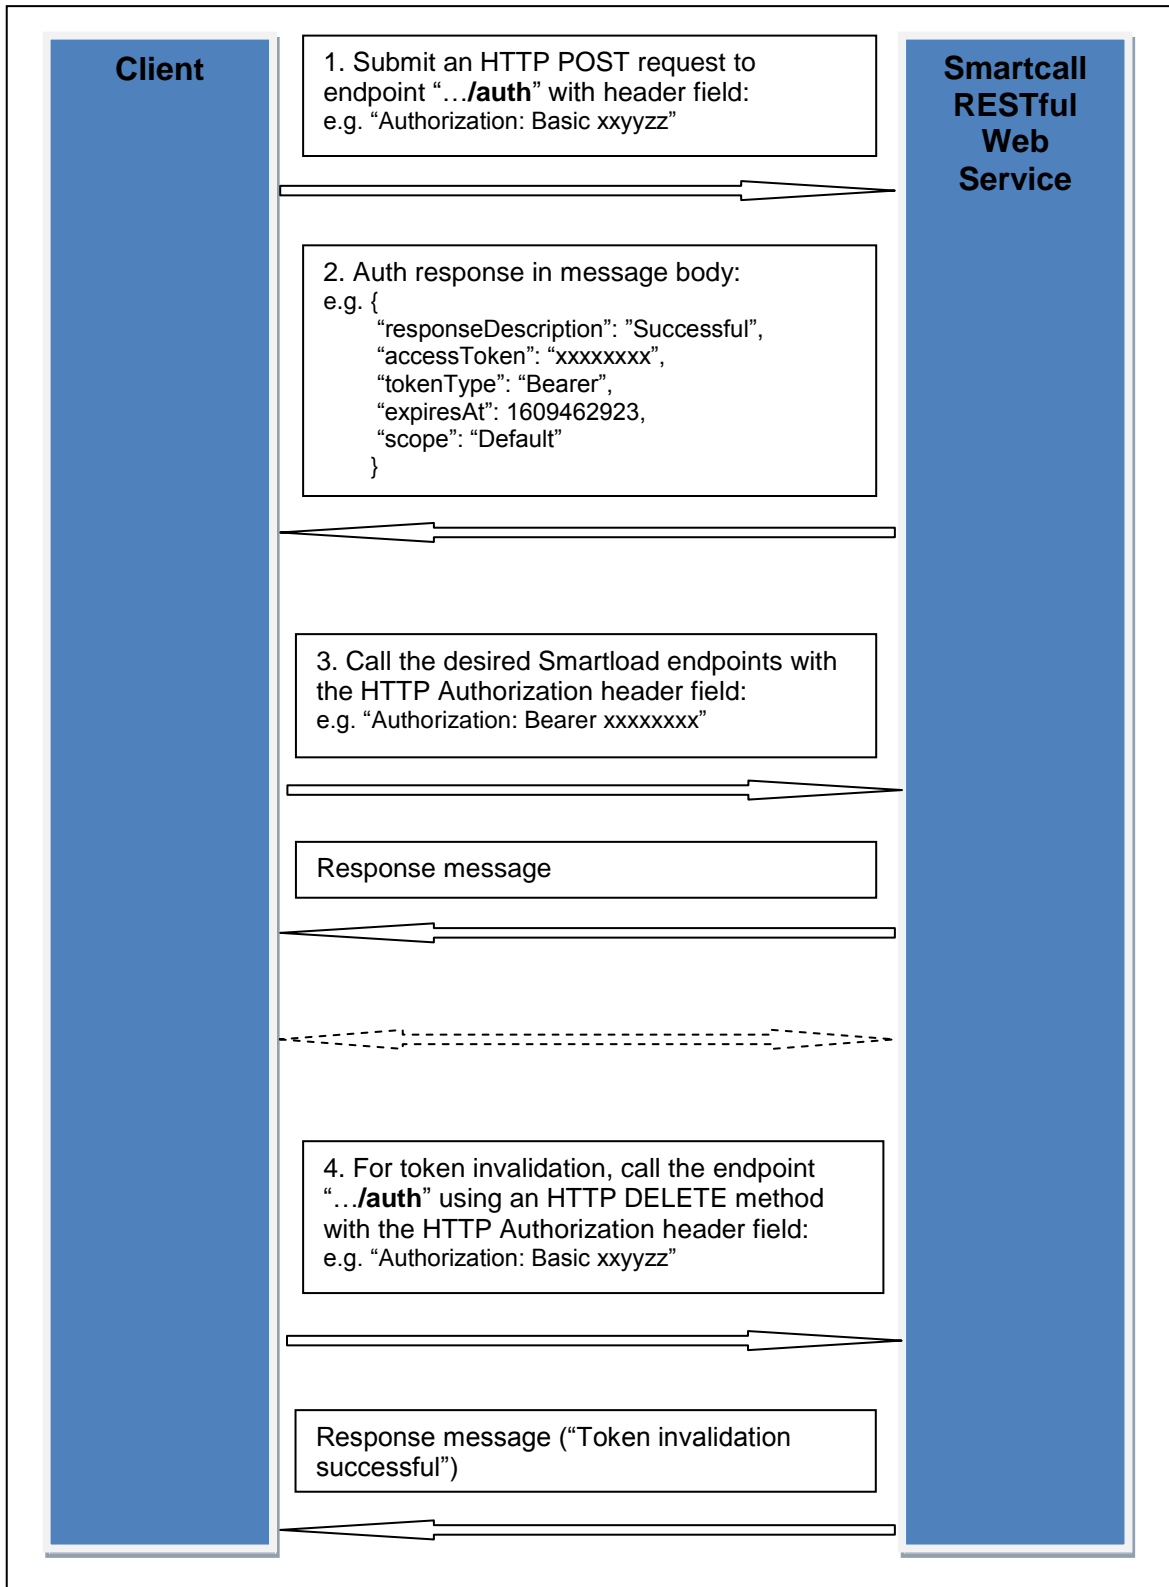 Client
1. Submit an HTTP POST request to
endpoint “…/auth” with header field:
e.g. “Authorization: Basic xxyyzz”
Smartcall
RESTful
Web
Service
2. Auth response in message body:
e.g. {
“responseDescription”: ”Successful”,
“accessToken”: “xxxxxxxx”,
“tokenType”: “Bearer”,
“expiresAt”: 1609462923,
“scope”: “Default”
}
3. Call the desired Smartload endpoints with
the HTTP Authorization header field:
e.g. “Authorization: Bearer xxxxxxxx”
Response message
4. For token invalidation, call the endpoint
“…/auth” using an HTTP DELETE method
with the HTTP Authorization header field:
e.g. “Authorization: Basic xxyyzz”
Response message (“Token invalidation
successful”)